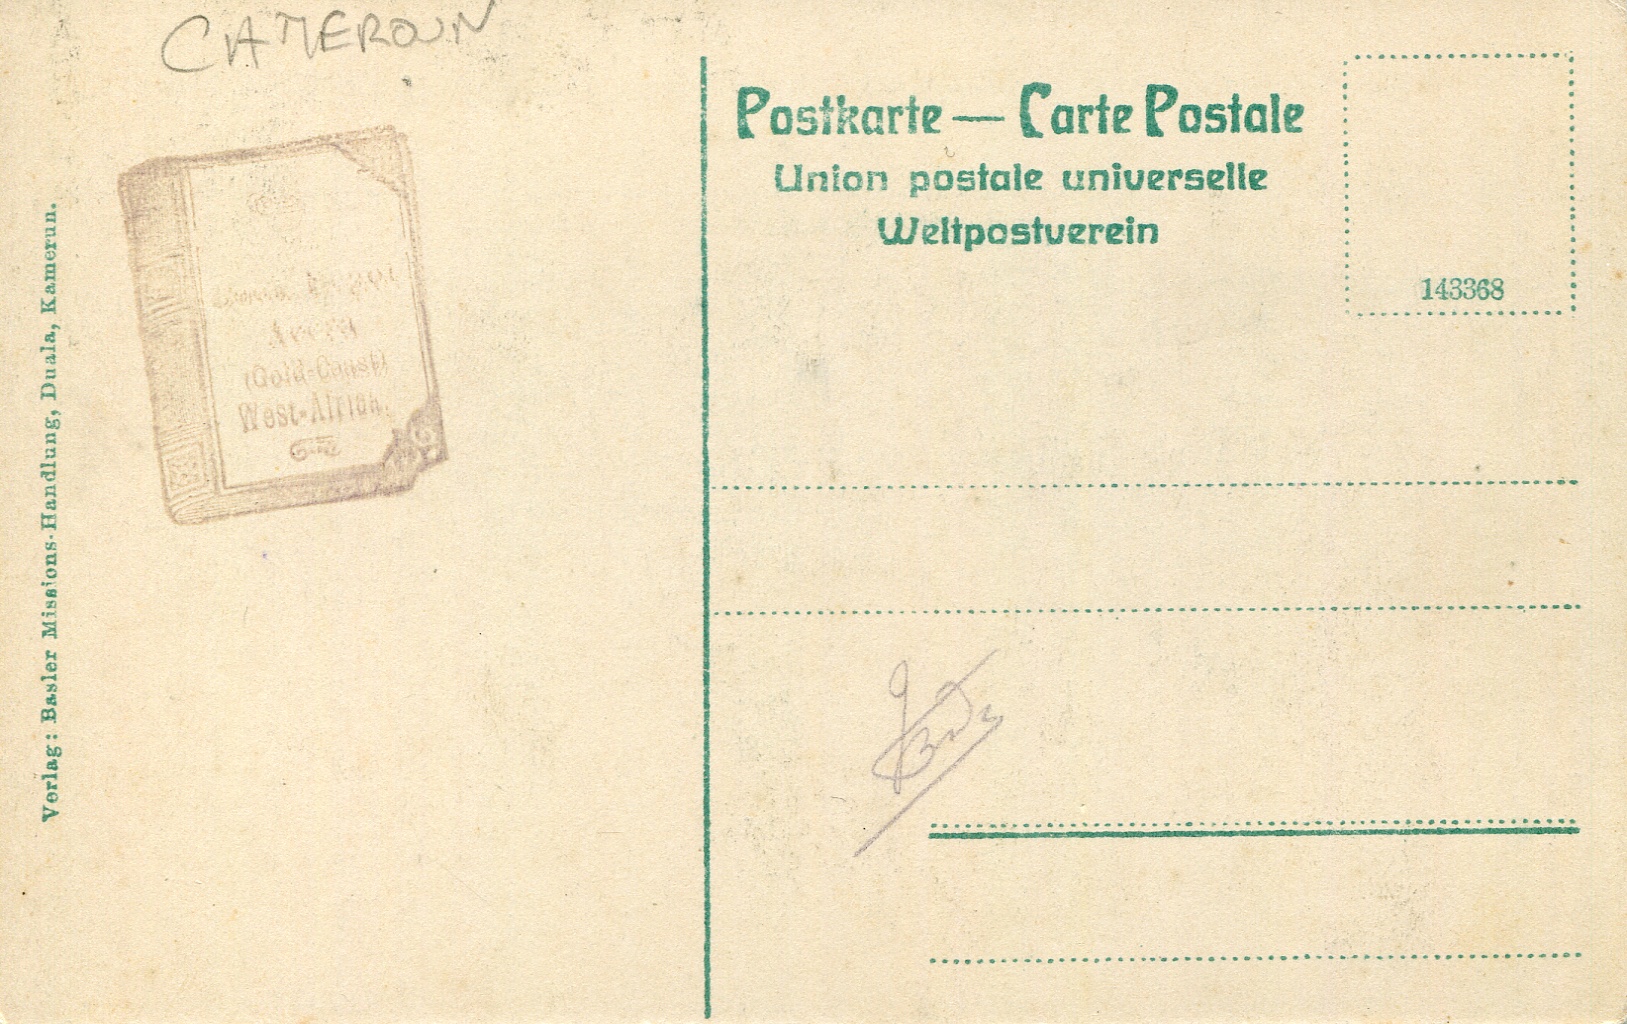 CAMEROUN
Postkarte — Carte Postale
Union postale universelle
Weltpostverein
143368
Accra
(Gold-Coast)
West-Africa.
Verlag: Basler Missions-Handlung, Duala, Kamerun.